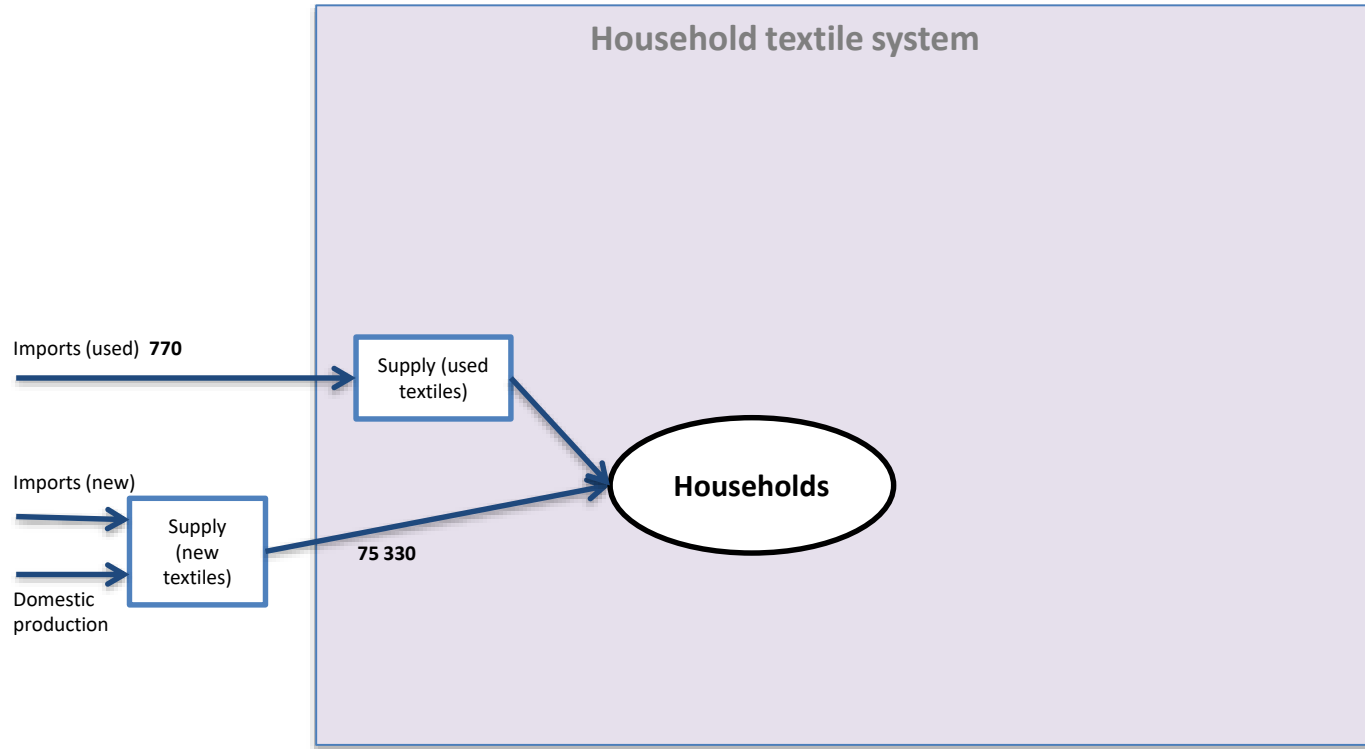 Household textile system
Imports (used) 770
Supply (used
textiles)
Imports (new)
Supply
(new
textiles)
Households
75 330
Domestic
production